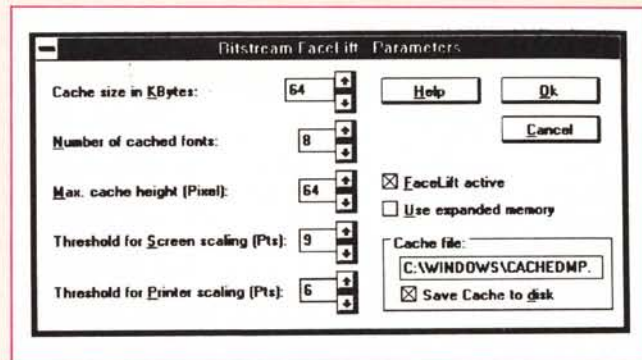 Bitstream FaceLift Parameters
Cache size in KBytes: 64
Help
Ok
Number of cached fonts: 8
Cancel
Max. cache height (Pixel): 64
FaceLift active
Use expanded memory
Threshold for Screen scaling (Pts): 9
Cache file:
C:\WINDOWS\CACHEDMP.
Threshold for Printer scaling (Pts): 6
Save Cache to disk